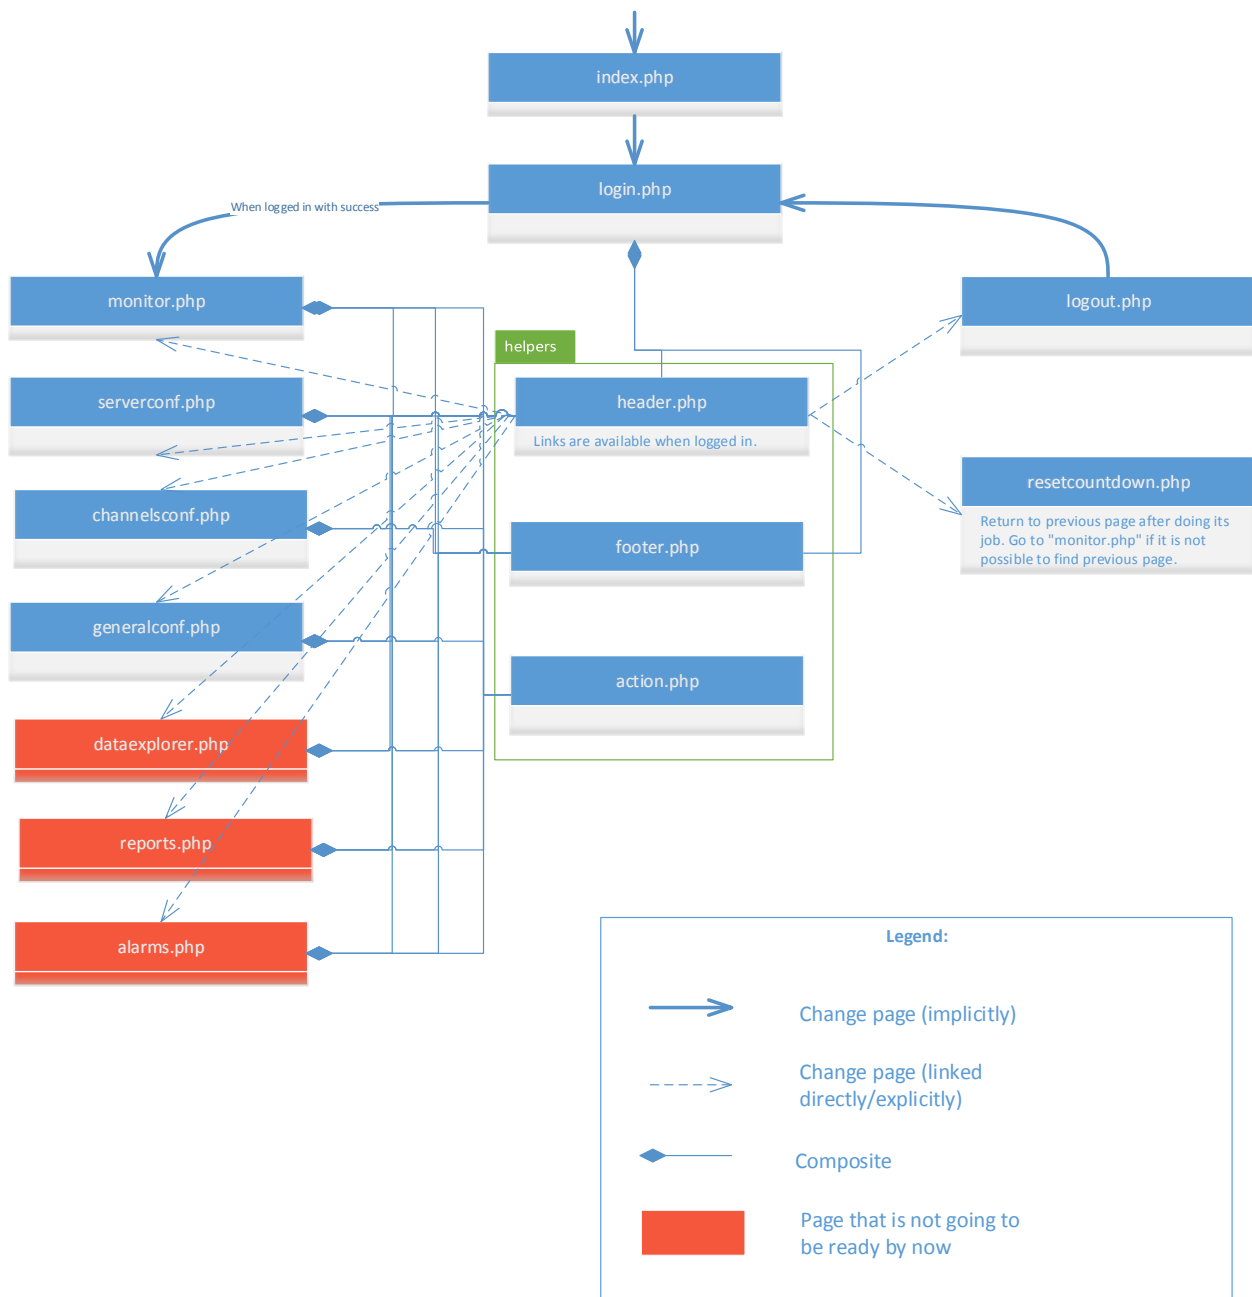 index.php
login.php
When logged in with success
monitor.php
logout.php
helpers
serverconf.php
header.php
Links are available when logged in.
resetcountdown.php
Return to previous page after doing its
job. Go to "monitor.php" if it is not
possible to find previous page.
channelsconf.php
footer.php
generalconf.php
action.php
dataexplorer.php
reports.php
alarms.php
Legend:
Change page (implicitly)
Change page (linked
directly/explicitly)
Composite
Page that is not going to
be ready by now